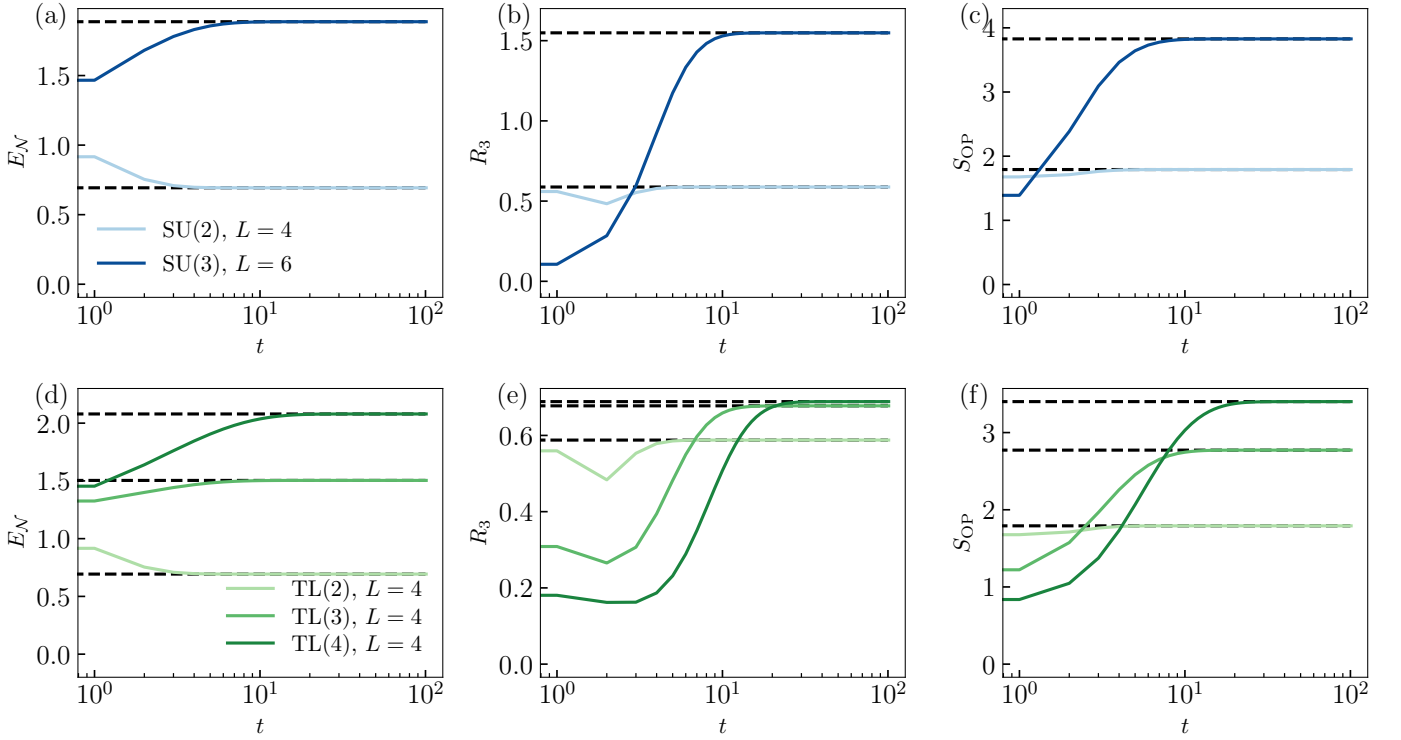 (a)
E_𝒩
1.5
1.0
0.5
0.0
SU(2), L = 4
SU(3), L = 6
10^0
10^1
10^2
t
(b)
R_3
1.5
1.0
0.5
0.0
10^0
10^1
10^2
t
(c)
S_OP
4
3
2
1
0
10^0
10^1
10^2
t
(d)
E_𝒩
2.0
1.5
1.0
0.5
0.0
TL(2), L = 4
TL(3), L = 4
TL(4), L = 4
10^0
10^1
10^2
t
(e)
R_3
0.6
0.4
0.2
0.0
10^0
10^1
10^2
t
(f)
S_OP
3
2
1
0
10^0
10^1
10^2
t